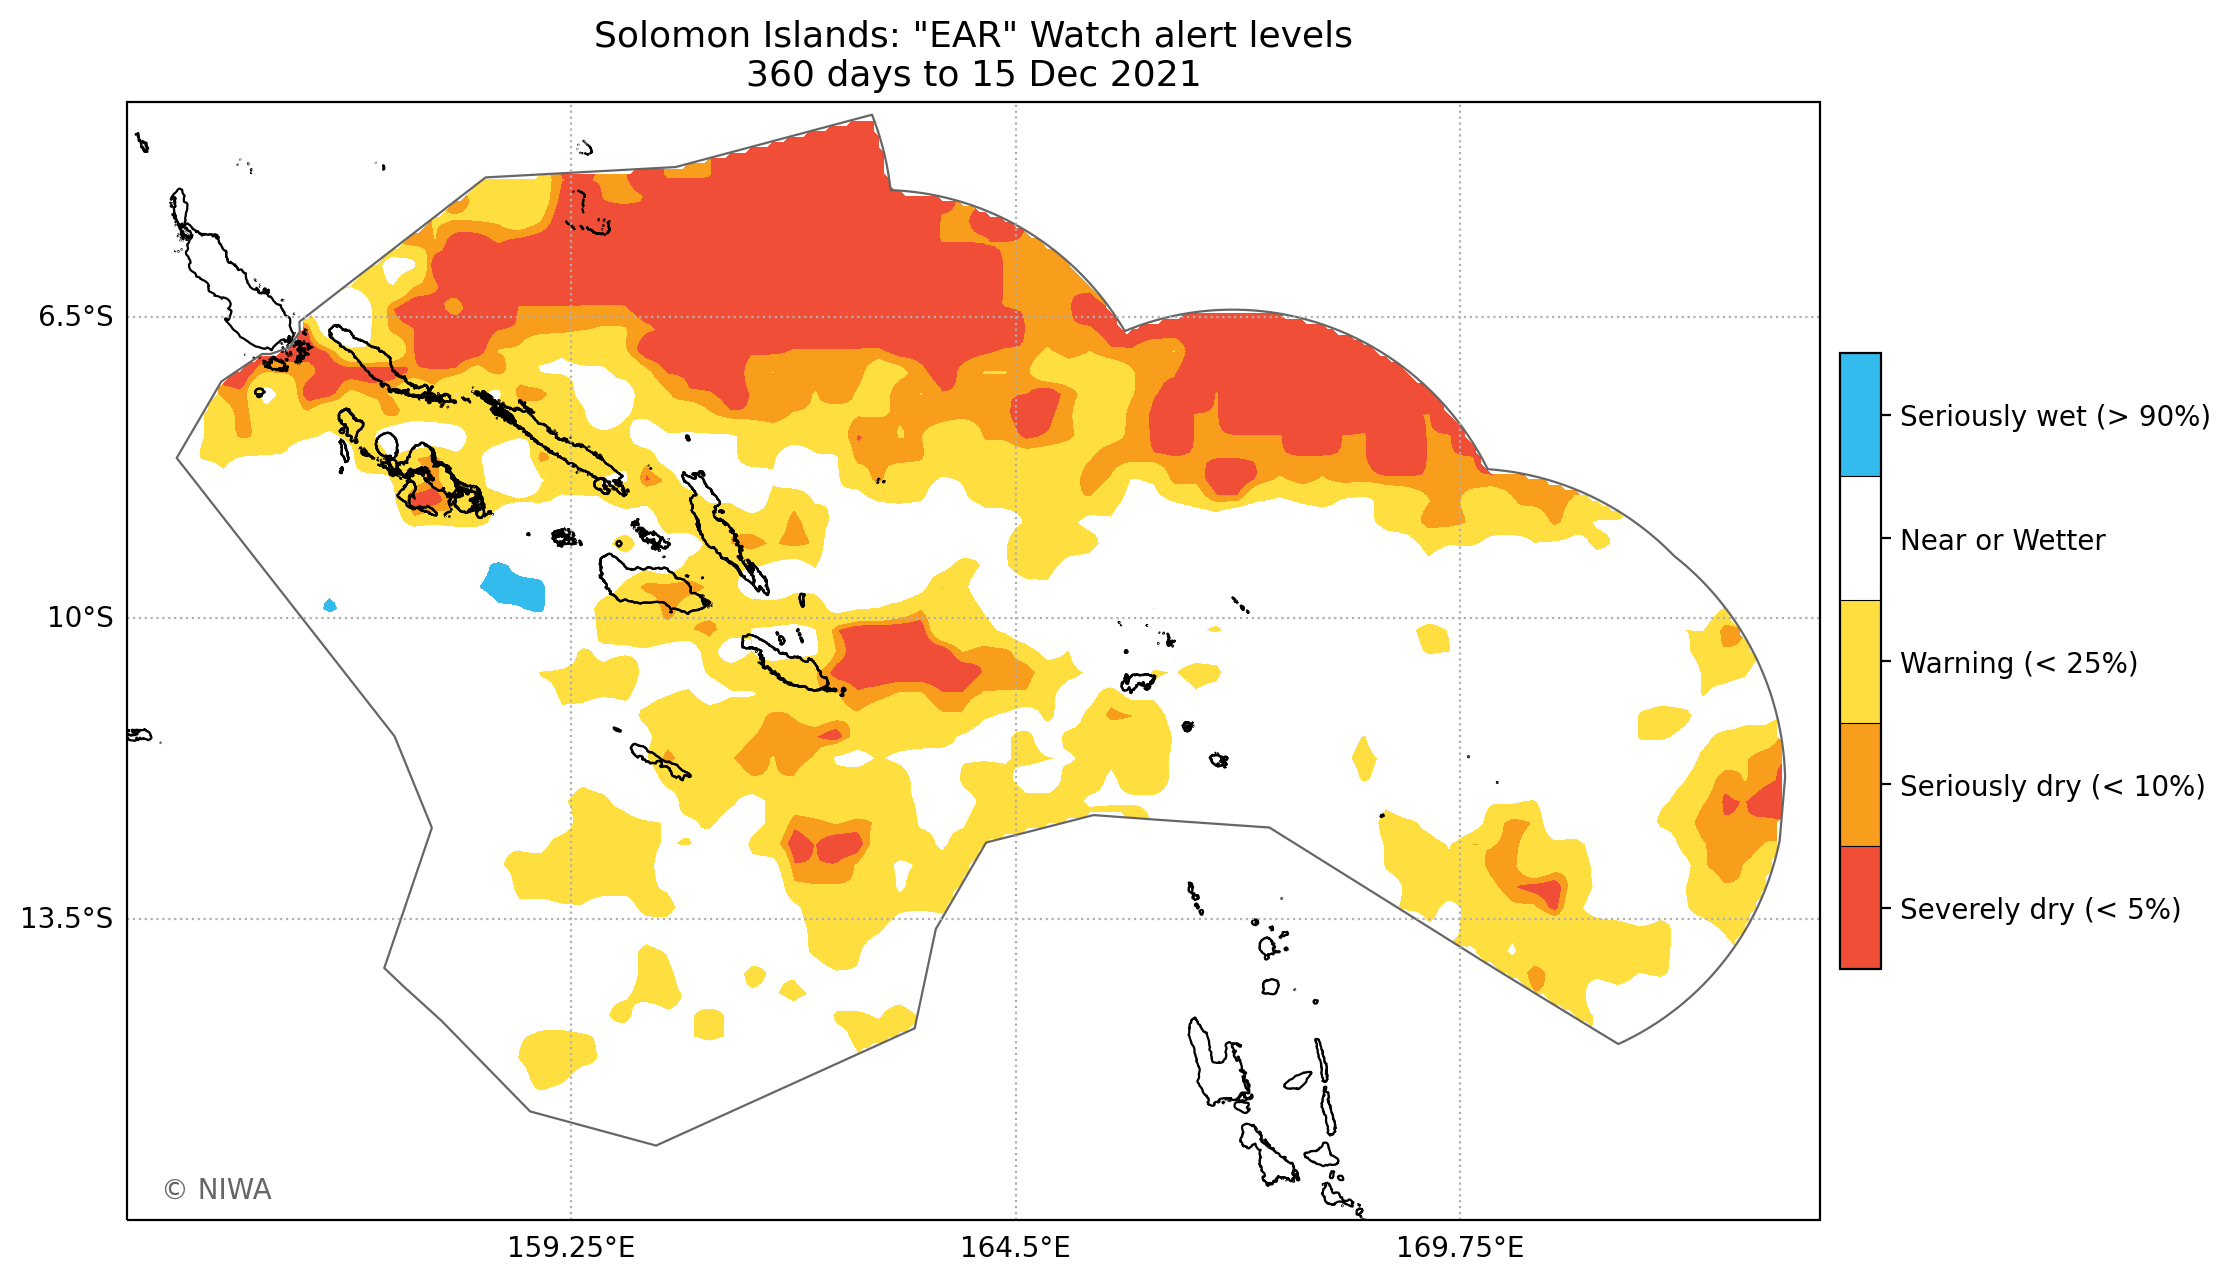 Solomon Islands: "EAR" Watch alert levels
360 days to 15 Dec 2021
6.5°S
10°S
13.5°S
159.25°E
164.5°E
169.75°E
Seriously wet (> 90%)
Near or Wetter
Warning (< 25%)
Seriously dry (< 10%)
Severely dry (< 5%)
© NIWA